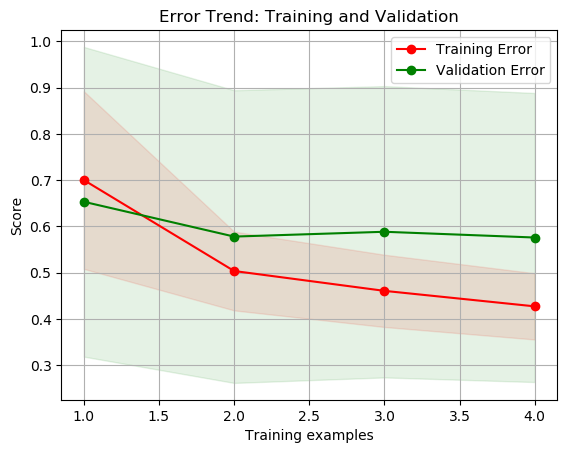 Error Trend: Training and Validation
Training Error
Validation Error
Score
1.0
0.9
0.8
0.7
0.6
0.5
0.4
0.3
1.0 1.5 2.0 2.5 3.0 3.5 4.0
Training examples